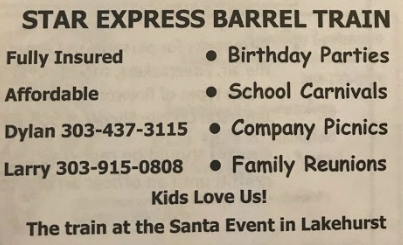 STAR EXPRESS BARREL TRAIN
Fully Insured • Birthday Parties
Affordable • School Carnivals
Dylan 303-437-3115 • Company Picnics
Larry 303-915-0808 • Family Reunions
Kids Love Us!
The train at the Santa Event in Lakehurst